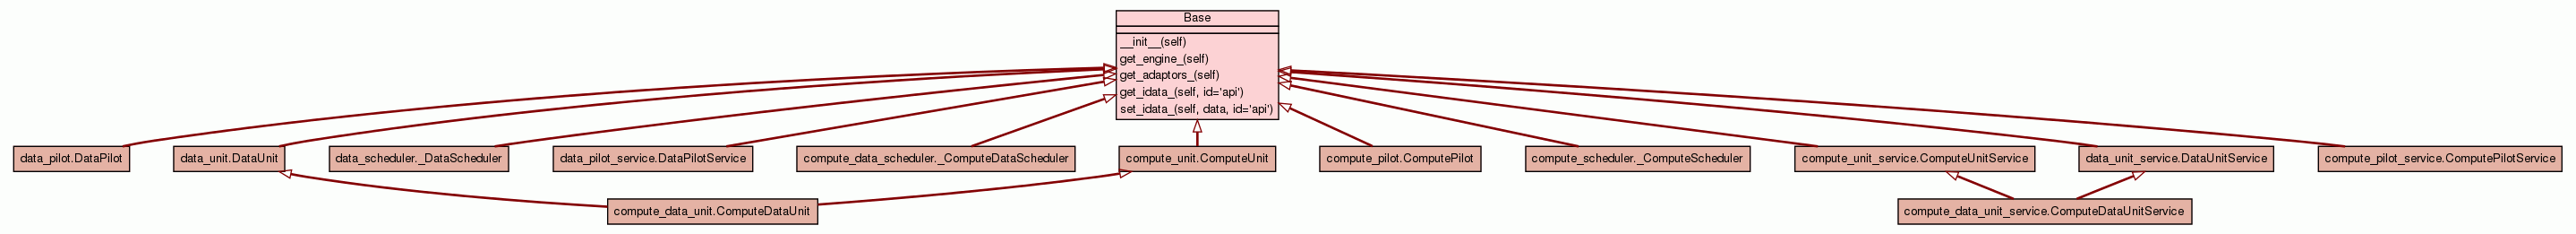 Base
__init__(self)
get_engine_(self)
get_adaptors_(self)
get_idata_(self, id='api')
set_idata_(self, data, id='api')
data_pilot.DataPilot
data_unit.DataUnit
data_scheduler._DataScheduler
data_pilot_service.DataPilotService
compute_data_scheduler._ComputeDataScheduler
compute_unit.ComputeUnit
compute_pilot.ComputePilot
compute_scheduler._ComputeScheduler
compute_unit_service.ComputeUnitService
data_unit_service.DataUnitService
compute_pilot_service.ComputePilotService
compute_data_unit.ComputeDataUnit
compute_data_unit_service.ComputeDataUnitService